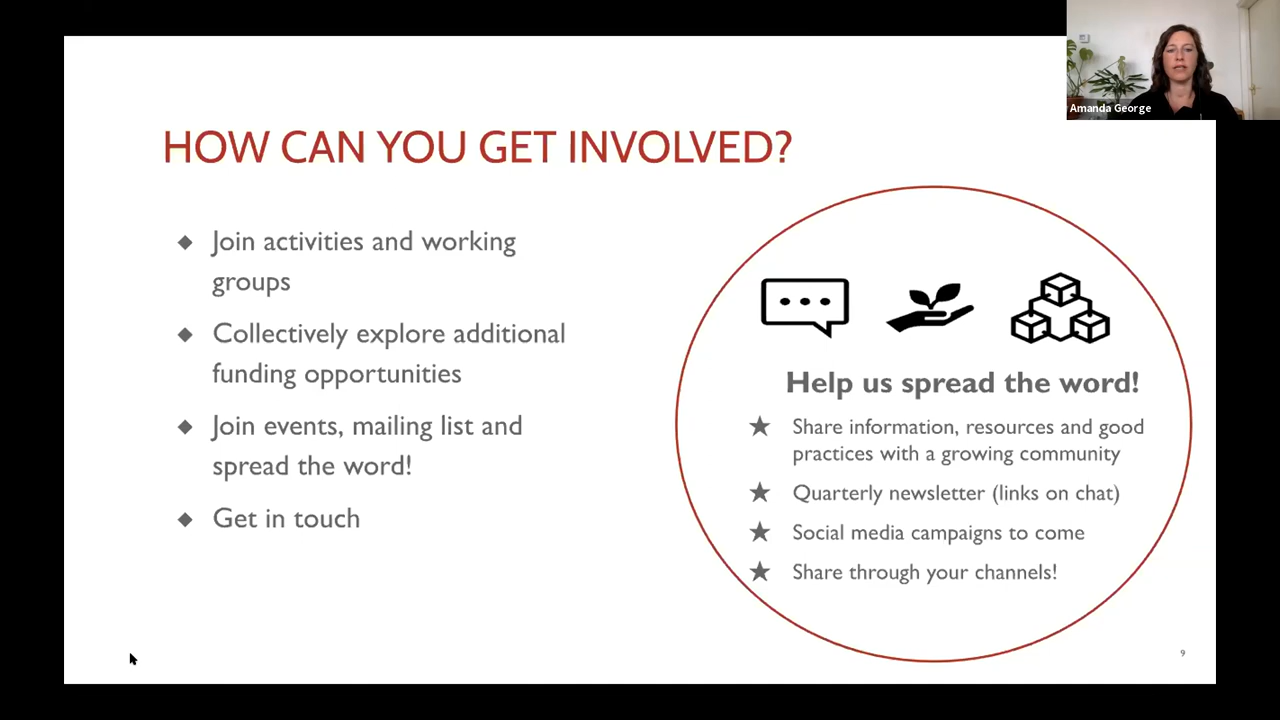 Amanda George
HOW CAN YOU GET INVOLVED?
◆ Join activities and working
groups
◆ Collectively explore additional
funding opportunities
◆ Join events, mailing list and
spread the word!
◆ Get in touch
Help us spread the word!
★ Share information, resources and good
practices with a growing community
★ Quarterly newsletter (links on chat)
★ Social media campaigns to come
★ Share through your channels!
9